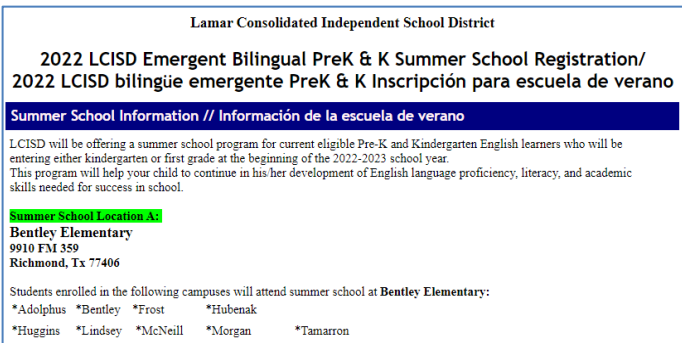 Lamar Consolidated Independent School District
2022 LCISD Emergent Bilingual PreK & K Summer School Registration/
2022 LCISD bilingüe emergente PreK & K Inscripción para escuela de verano
Summer School Information // Información de la escuela de verano
LCISD will be offering a summer school program for current eligible Pre-K and Kindergarten English learners who will be
entering either kindergarten or first grade at the beginning of the 2022-2023 school year.
This program will help your child to continue in his/her development of English language proficiency, literacy, and academic
skills needed for success in school.
Summer School Location A:
Bentley Elementary
9910 FM 359
Richmond, Tx 77406
Students enrolled in the following campuses will attend summer school at Bentley Elementary:
*Adolphus *Bentley *Frost *Hubenak
*Huggins *Lindsey *McNeill *Morgan *Tamarron